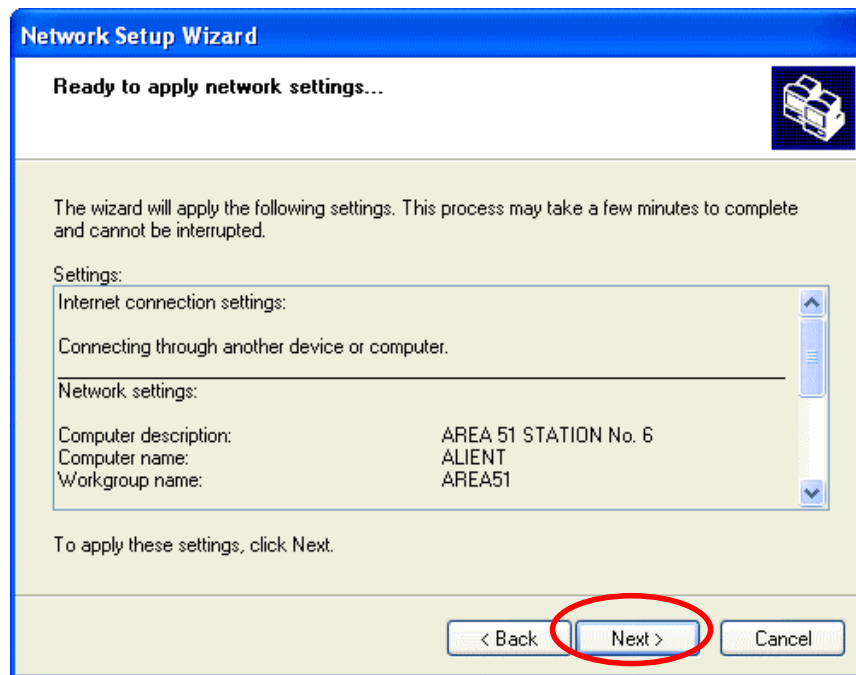 Network Setup Wizard
Ready to apply network settings...
The wizard will apply the following settings. This process may take a few minutes to complete
and cannot be interrupted.
Settings:
Internet connection settings:
Connecting through another device or computer.
Network settings:
Computer description: AREA 51 STATION No. 6
Computer name: ALIENT
Workgroup name: AREA51
To apply these settings, click Next.
< Back Next > Cancel